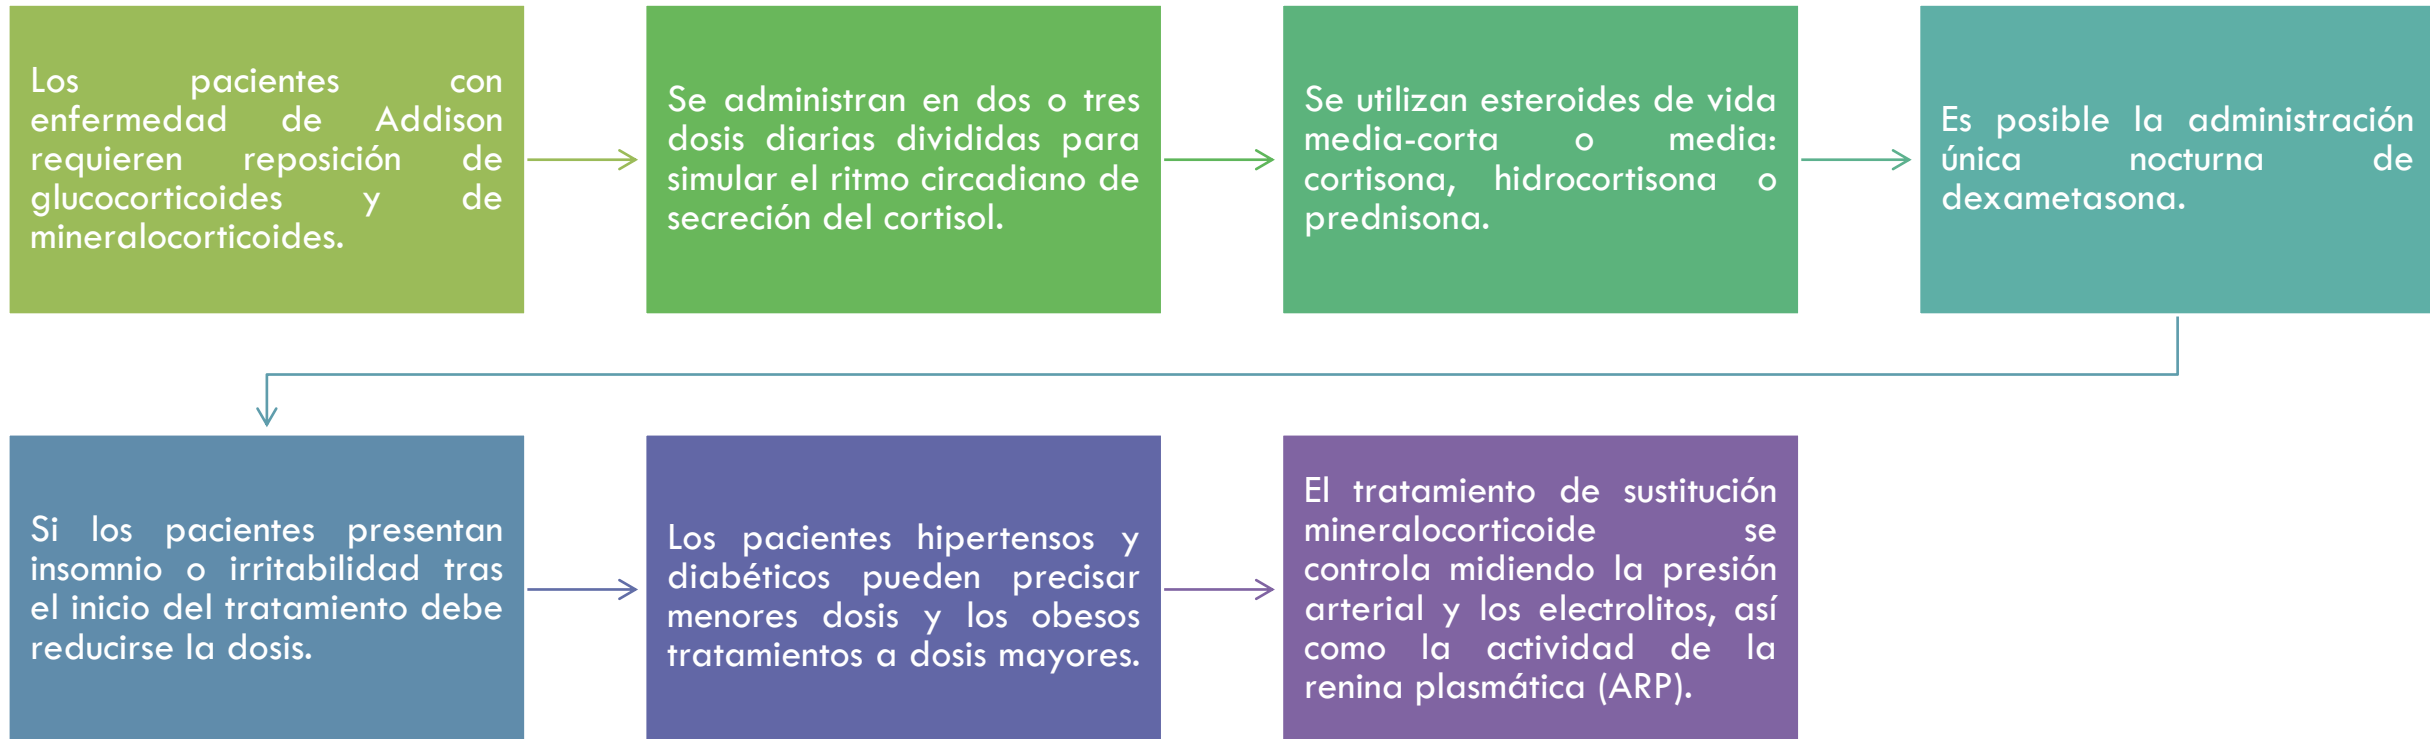 Los pacientes con
enfermedad de Addison
requieren reposición de
glucocorticoides y de
mineralocorticoides.
Se administran en dos o tres
dosis diarias divididas para
simular el ritmo circadiano de
secreción del cortisol.
Se utilizan esteroides de vida
media-corta o media:
cortisona, hidrocortisona o
prednisona.
Es posible la administración
única nocturna de
dexametasona.
Si los pacientes presentan
insomnio o irritabilidad tras
el inicio del tratamiento debe
reducirse la dosis.
Los pacientes hipertensos y
diabéticos pueden precisar
menores dosis y los obesos
tratamientos a dosis mayores.
El tratamiento de sustitución
mineralocorticoide se
controla midiendo la presión
arterial y los electrolitos, así
como la actividad de la
renina plasmática (ARP).